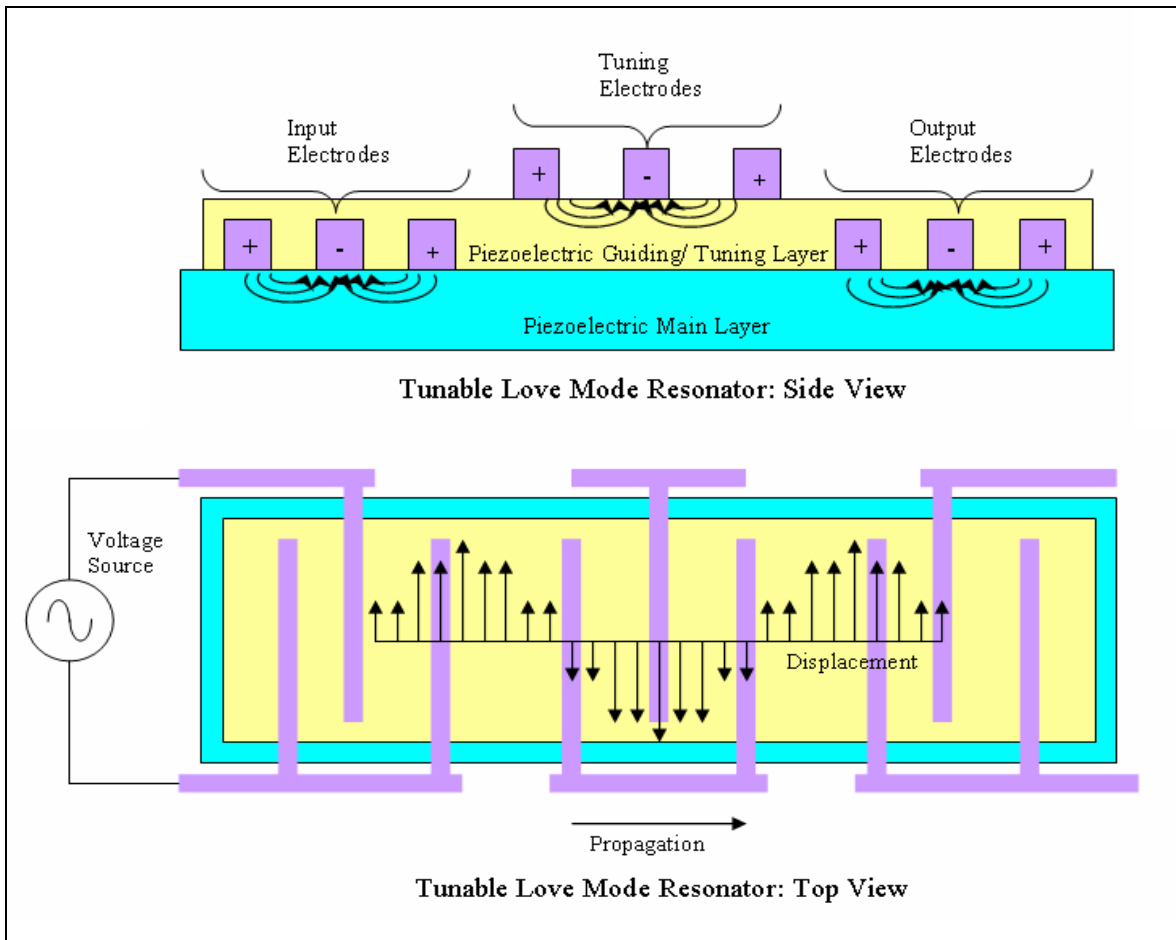 Tuning
Electrodes
Input
Electrodes
Output
Electrodes
+ - +
+ - +
+ - +
Piezoelectric Guiding/ Tuning Layer
Piezoelectric Main Layer
Tunable Love Mode Resonator: Side View
Voltage
Source
Displacement
Propagation
Tunable Love Mode Resonator: Top View